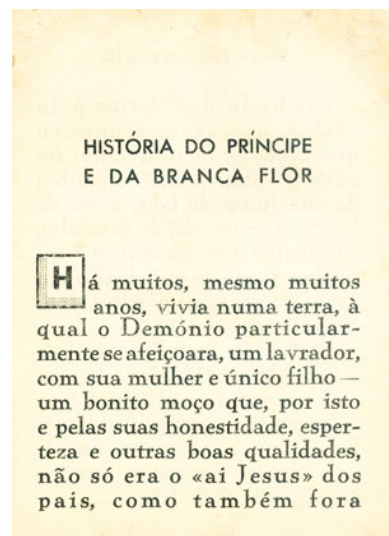 HISTÓRIA DO PRÍNCIPE
E DA BRANCA FLOR
Há muitos, mesmo muitos
anos, vivia numa terra, à
qual o Demónio particular-
mente se afeiçoara, um lavrador,
com sua mulher e único filho —
um bonito moço que, por isto
e pelas suas honestidade, esper-
teza e outras boas qualidades,
não só era o «ai Jesus» dos
pais, como também fora